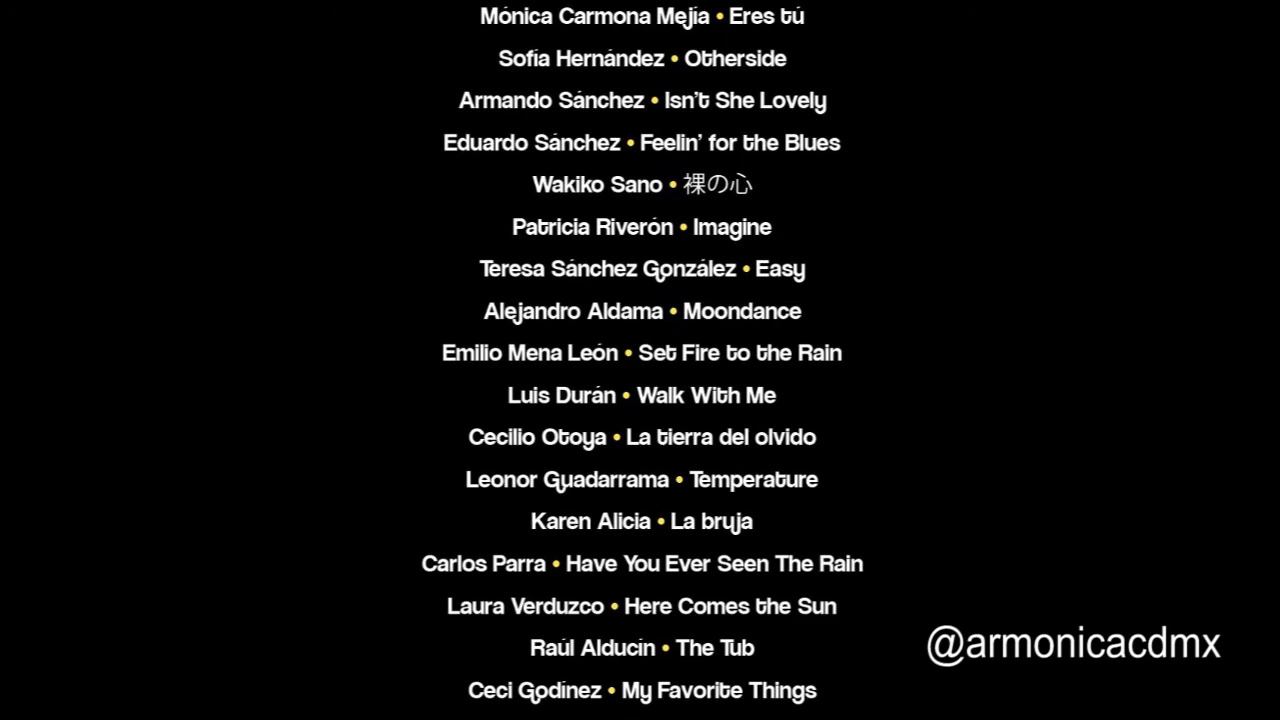 Mónica Carmona Mejía • Eres tú
Sofía Hernández • Otherside
Armando Sánchez • Isn't She Lovely
Eduardo Sánchez • Feelin' for the Blues
Wakiko Sano • 裸の心
Patricia Riverón • Imagine
Teresa Sánchez González • Easy
Alejandro Aldama • Moondance
Emilio Mena León • Set Fire to the Rain
Luis Durán • Walk With Me
Cecilio Otoya • La tierra del olvido
Leonor Guadarrama • Temperature
Karen Alicia • La bruja
Carlos Parra • Have You Ever Seen The Rain
Laura Verduzco • Here Comes the Sun
Raúl Alducín • The Tub
Ceci Godínez • My Favorite Things
@armonicacdmx